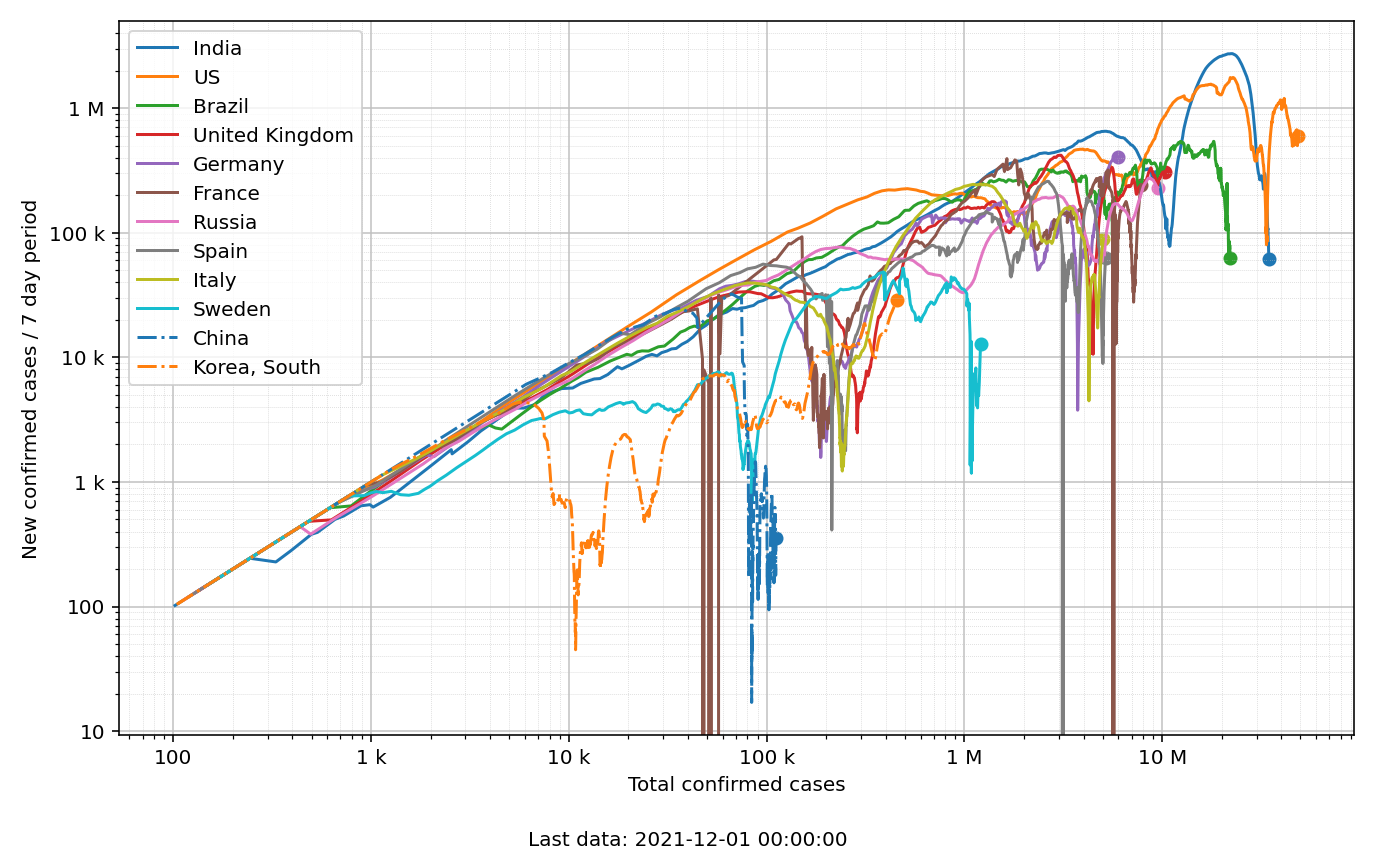 India
US
Brazil
United Kingdom
Germany
France
Russia
Spain
Italy
Sweden
China
Korea, South
1 M
100 k
10 k
1 k
100
10
New confirmed cases / 7 day period
100
1 k
10 k
100 k
1 M
10 M
Total confirmed cases
Last data: 2021-12-01 00:00:00